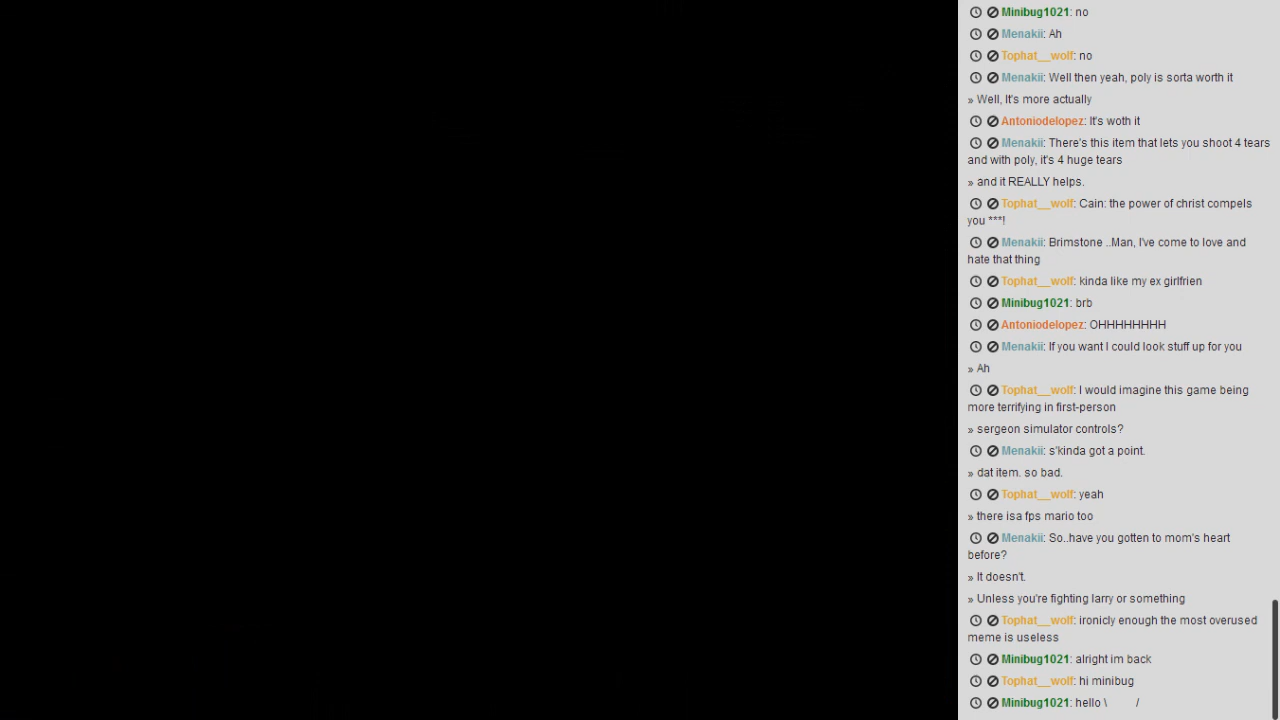 Minibug1021: no
Menakii: Ah
Tophat__wolf: no
Menakii: Well then yeah, poly is sorta worth it
» Well, It's more actually
Antoniodelopez: It's woth it
Menakii: There's this item that lets you shoot 4 tears
and with poly, it's 4 huge tears
» and it REALLY helps.
Tophat__wolf: Cain: the power of christ compels
you ***!
Menakii: Brimstone ..Man, I've come to love and
hate that thing
Tophat__wolf: kinda like my ex girlfrien
Minibug1021: brb
Antoniodelopez: OHHHHHHHH
Menakii: If you want I could look stuff up for you
» Ah
Tophat__wolf: I would imagine this game being
more terrifying in first-person
» sergeon simulator controls?
Menakii: s'kinda got a point.
» dat item. so bad.
Tophat__wolf: yeah
» there isa fps mario too
Menakii: So..have you gotten to mom's heart
before?
» It doesn't.
» Unless you're fighting larry or something
Tophat__wolf: ironicly enough the most overused
meme is useless
Minibug1021: alright im back
Tophat__wolf: hi minibug
Minibug1021: hello \ /